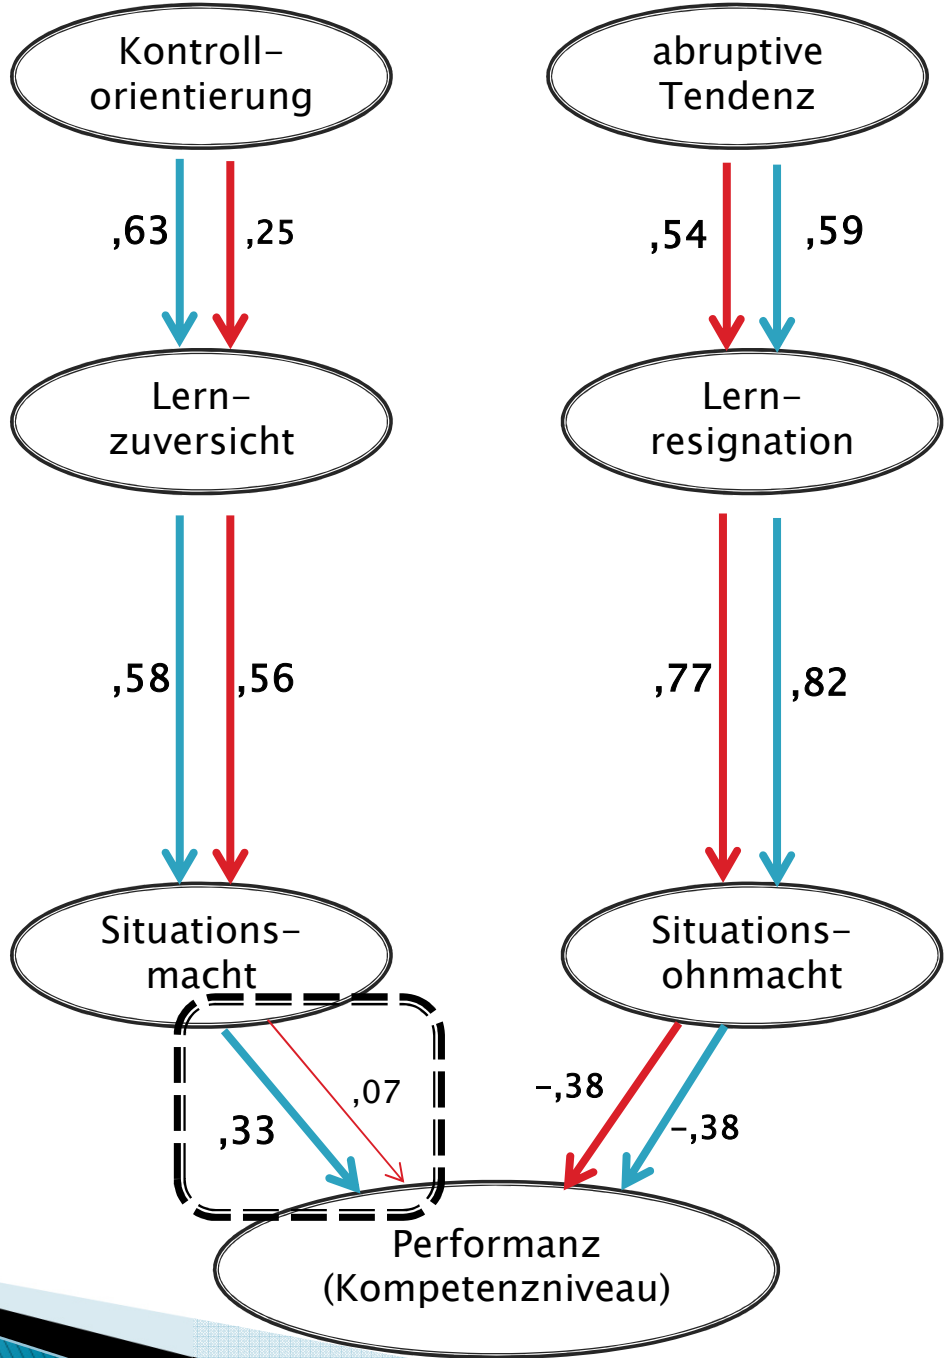 Kontroll-
orientierung
abruptive
Tendenz
,63
,25
,54
,59
Lern-
zuversicht
Lern-
resignation
,58
,56
,77
,82
Situations-
macht
Situations-
ohnmacht
,33
,07
-,38
-,38
Performanz
(Kompetenzniveau)